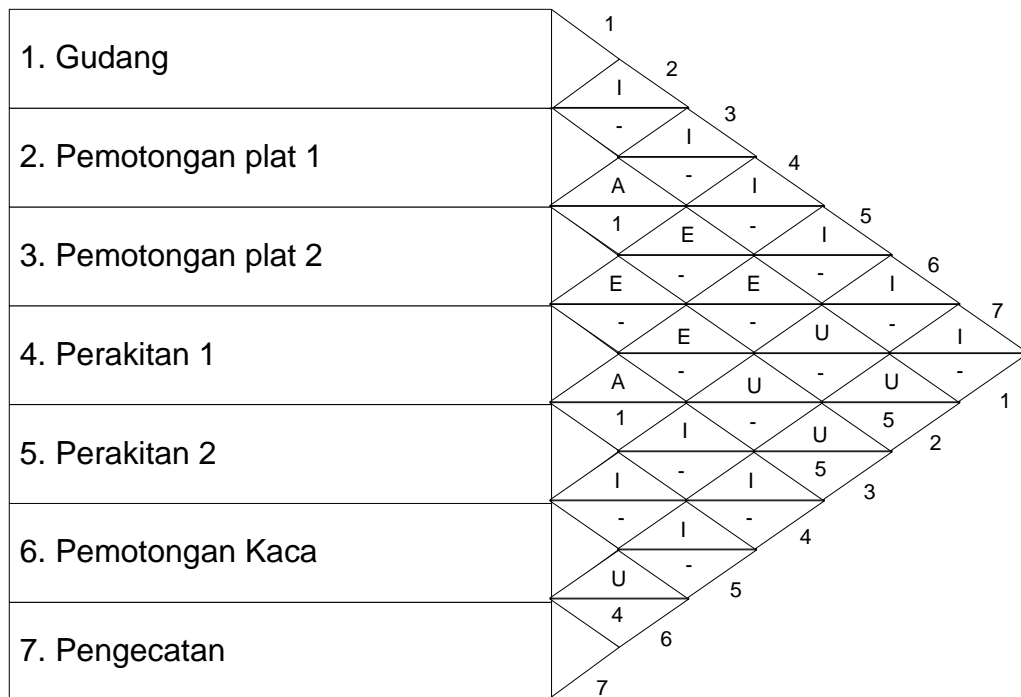 1
1. Gudang
2
I
3
-
I
2. Pemotongan plat 1
4
-
A I
5
1 -
E I
3. Pemotongan plat 2
6
- -
E E I
7
- - -
E U I
4. Perakitan 1
- - -
A U U
1
1 - 5
I U
2
5. Perakitan 2
- 5
I I
3
- -
I
4
6. Pemotongan Kaca
-
U
5
4
6
7. Pengecatan
7